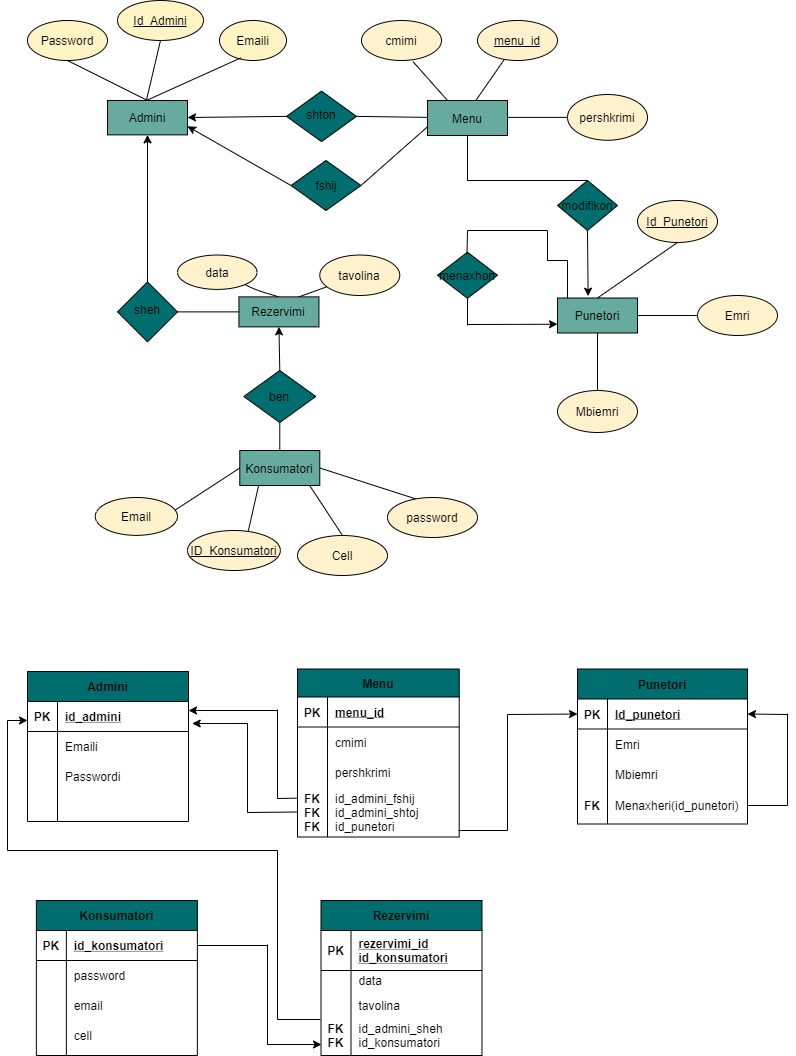 Id_Admini
Password
Emaili
cmimi
menu_id
Admini
shton
Menu
pershkrimi
fshij
modifikon
Id_Punetori
data
tavolina
menaxhon
sheh
Rezervimi
Punetori
Emri
ben
Mbiemri
Konsumatori
Email
password
ID_Konsumatori
Cell
Admini
PK id_admini
Emaili
Passwordi
Menu
PK menu_id
cmimi
pershkrimi
FK id_admini_fshij
FK id_admini_shtoj
FK id_punetori
Punetori
PK Id_punetori
Emri
Mbiemri
FK Menaxheri(id_punetori)
Konsumatori
PK id_konsumatori
password
email
cell
Rezervimi
PK rezervimi_id
id_konsumatori
data
tavolina
FK id_admini_sheh
FK id_konsumatori